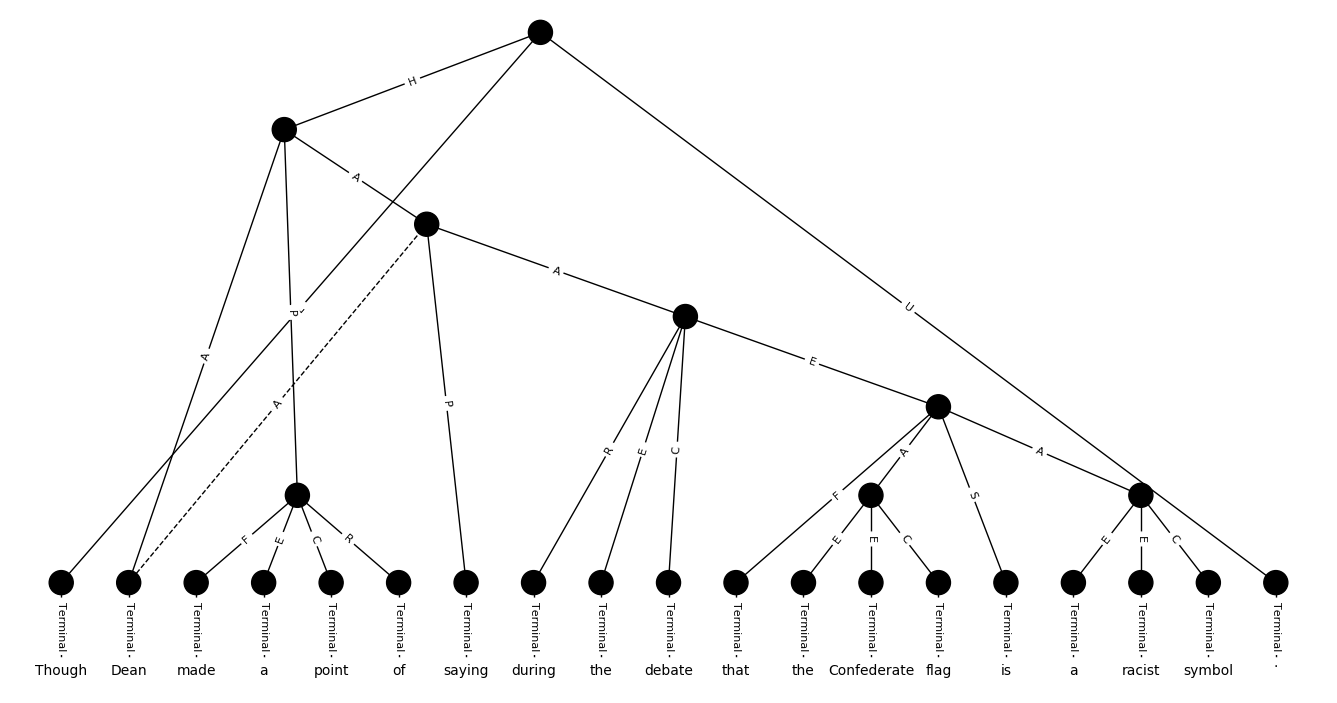 H
A
A
U
P
A
E
A
P
R
E
C
A
A
F
S
F
E
C
R
E
E
C
E
E
C
Terminal Terminal Terminal Terminal Terminal Terminal Terminal Terminal Terminal Terminal Terminal Terminal Terminal Terminal Terminal Terminal Terminal Terminal Terminal
Though Dean made a point of saying during the debate that the Confederate flag is a racist symbol .